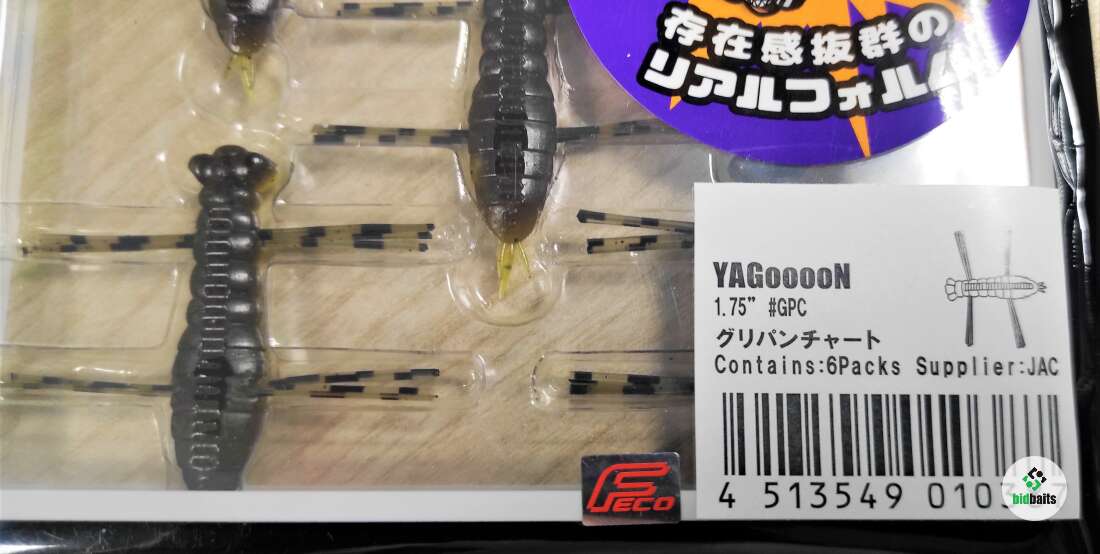 存在感抜群の
リアルフォルム
YAGooooN
1.75” #GPC
グリパンチャート
Contains:6Packs Supplier:JAC
4 513549 010
FECO
bidbaits